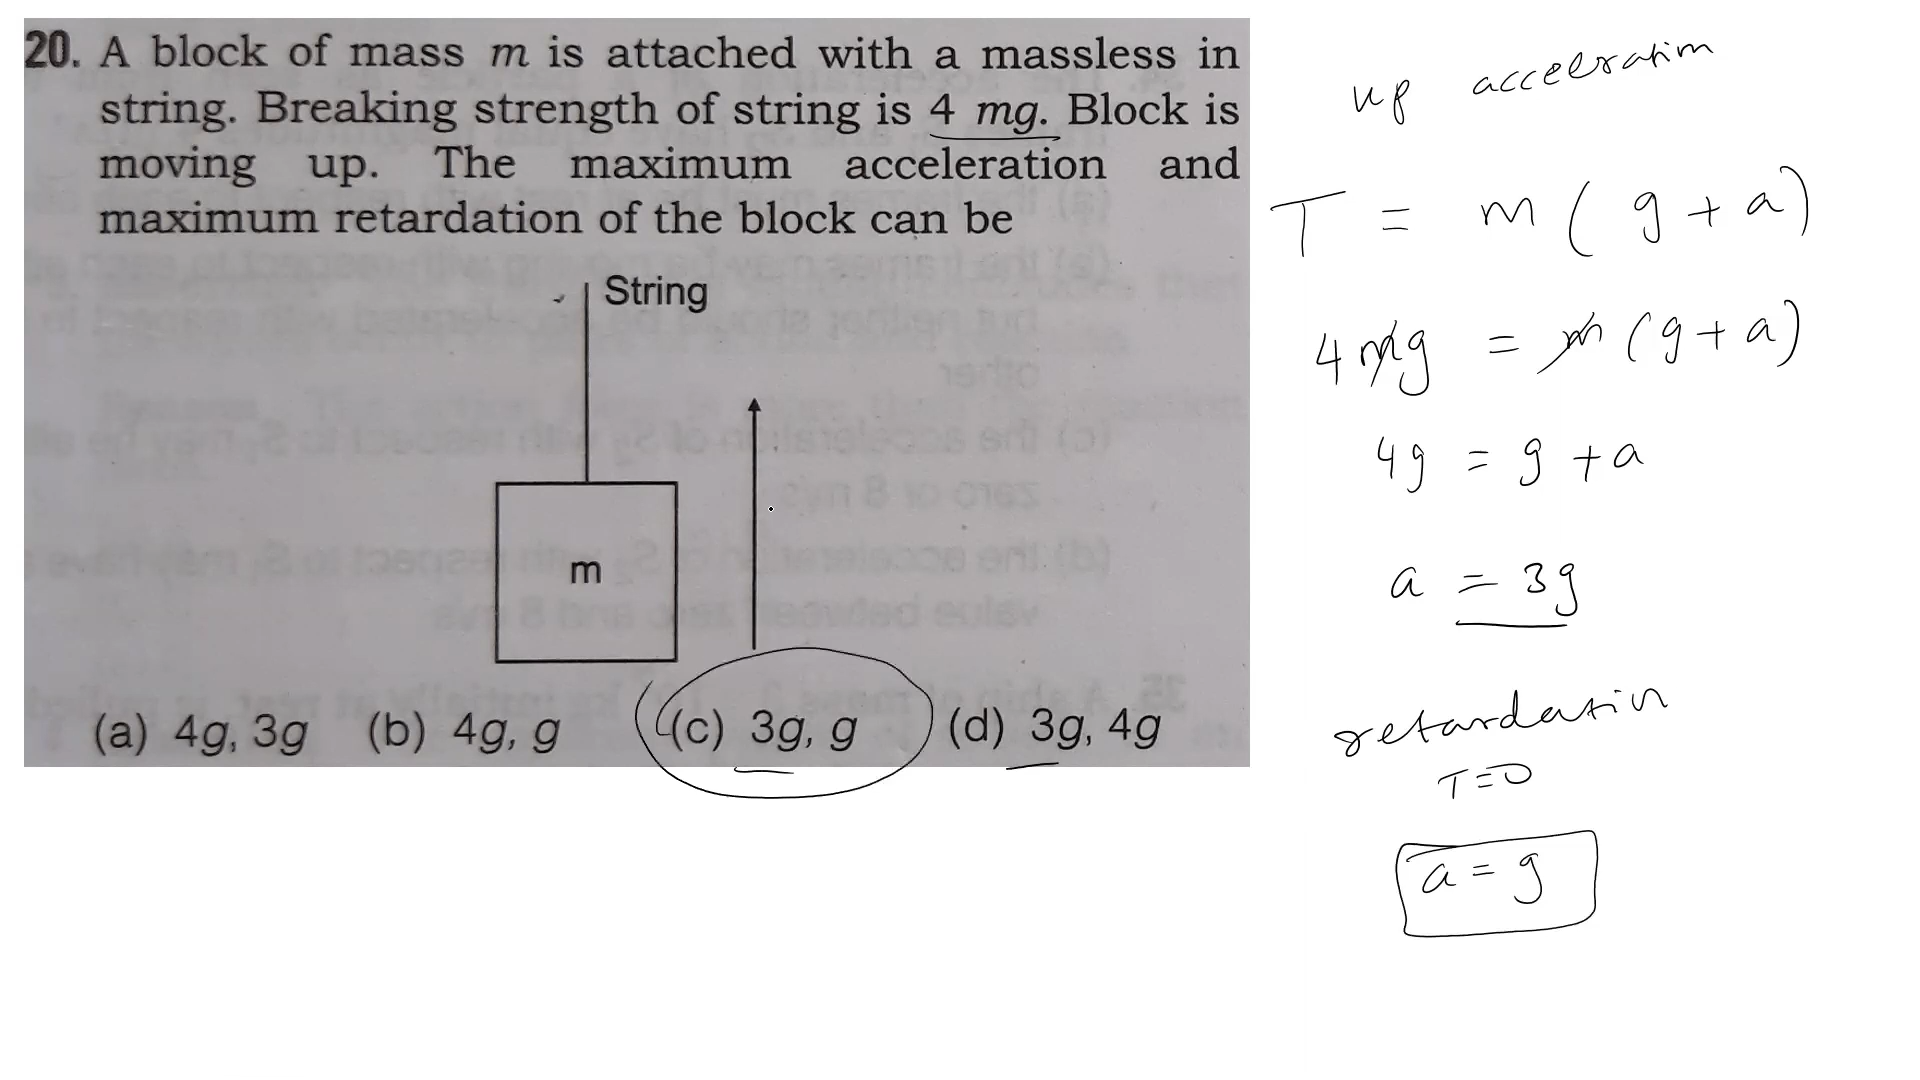 20. A block of mass m is attached with a massless in
string. Breaking strength of string is 4 mg. Block is
moving up. The maximum acceleration and
maximum retardation of the block can be
String
m
(a) 4g, 3g (b) 4g, g (c) 3g, g (d) 3g, 4g
up acceleration
T = m(g+a)
4mg = m(g+a)
4g = g+a
a = 3g
retardation
T=0
a = g